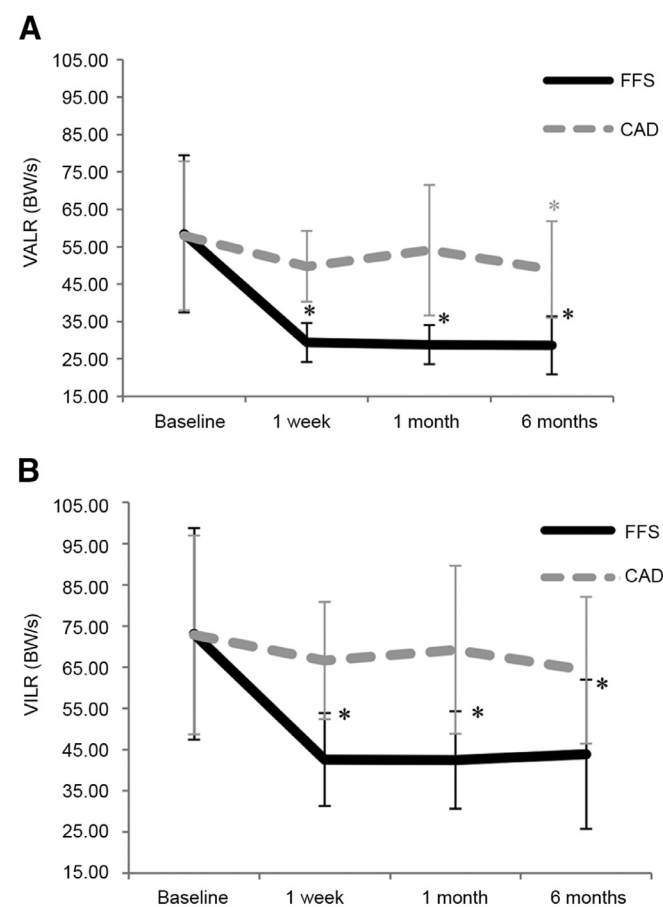 A
105.00
95.00
85.00
75.00
65.00
55.00
45.00
35.00
25.00
15.00
VALR (BW/s)
FFS
CAD
*
*
*
*
Baseline 1 week 1 month 6 months
B
105.00
95.00
85.00
75.00
65.00
55.00
45.00
35.00
25.00
15.00
VILR (BW/s)
FFS
CAD
*
*
*
Baseline 1 week 1 month 6 months